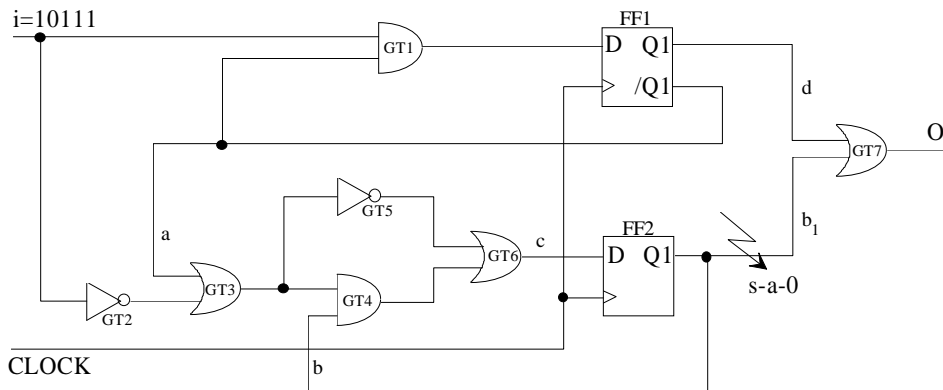 i=10111
FF1
GT1
D Q1
/Q1
d
O
GT7
a
GT5
c
FF2
b1
GT6
D Q1
GT3
GT4
s-a-0
GT2
CLOCK
b